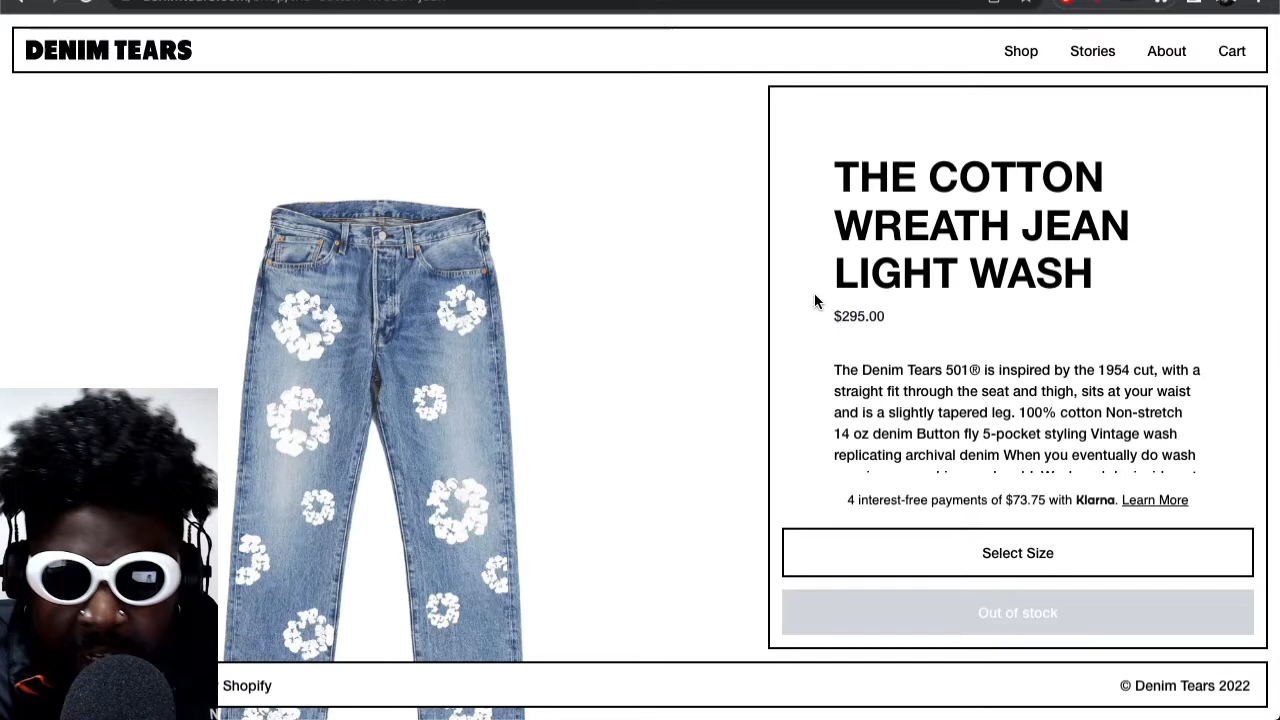 DENIM TEARS
Shop
Stories
About
Cart
THE COTTON
WREATH JEAN
LIGHT WASH
$295.00
The Denim Tears 501® is inspired by the 1954 cut, with a
straight fit through the seat and thigh, sits at your waist
and is a slightly tapered leg. 100% cotton Non-stretch
14 oz denim Button fly 5-pocket styling Vintage wash
replicating archival denim When you eventually do wash
4 interest-free payments of $73.75 with Klarna. Learn More
Select Size
Out of stock
Shopify
© Denim Tears 2022